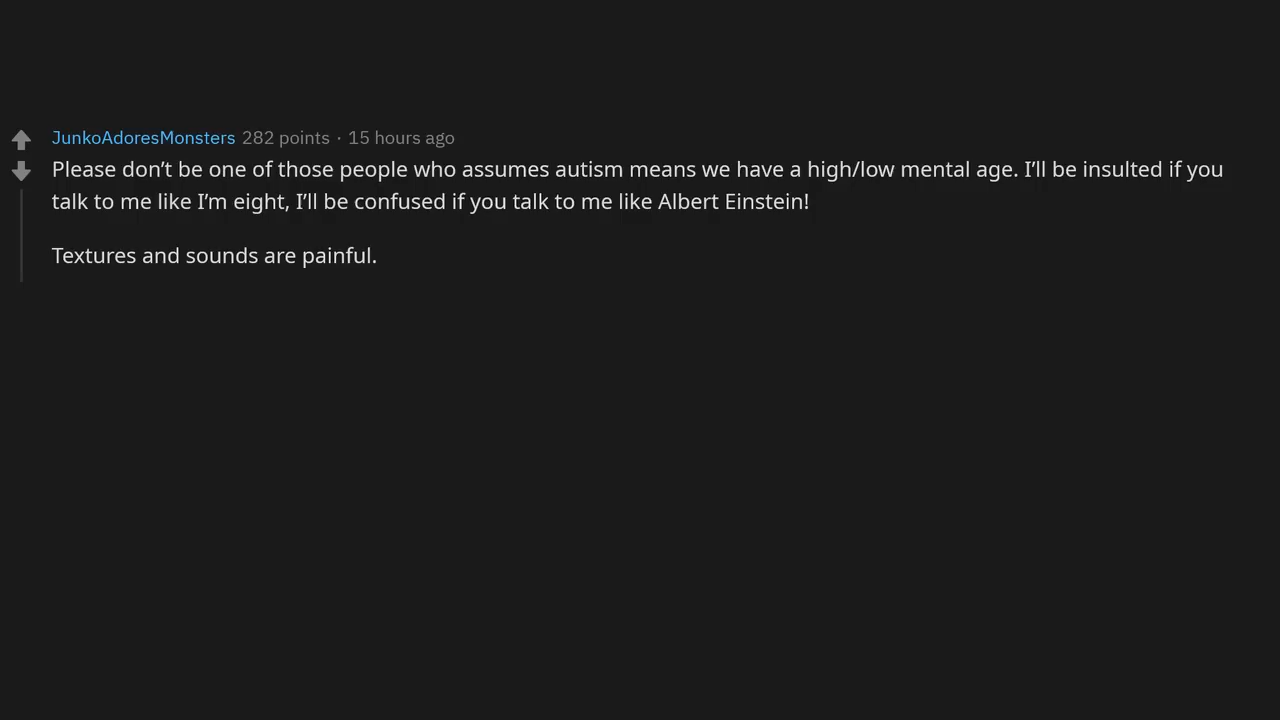 JunkoAdoresMonsters 282 points · 15 hours ago
Please don’t be one of those people who assumes autism means we have a high/low mental age. I’ll be insulted if you
talk to me like I’m eight, I’ll be confused if you talk to me like Albert Einstein!
Textures and sounds are painful.